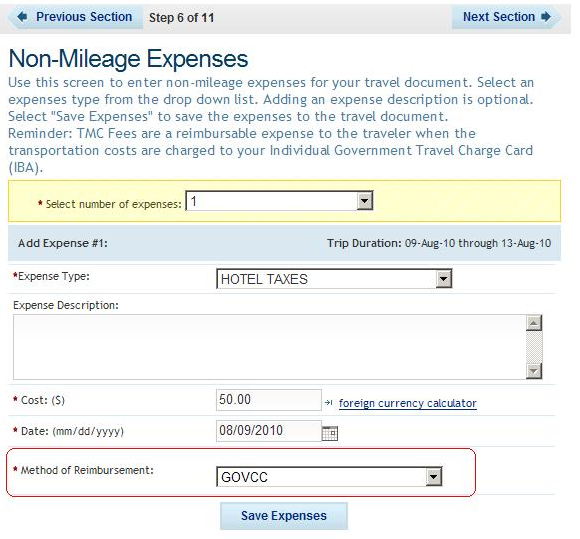 Previous Section Step 6 of 11 Next Section
Non-Mileage Expenses
Use this screen to enter non-mileage expenses for your travel document. Select an
expenses type from the drop down list. Adding an expense description is optional.
Select "Save Expenses" to save the expenses to the travel document.
Reminder: TMC Fees are a reimbursable expense to the traveler when the
transportation costs are charged to your Individual Government Travel Charge Card
(IBA).
* Select number of expenses: 1
Add Expense #1: Trip Duration: 09-Aug-10 through 13-Aug-10
*Expense Type: HOTEL TAXES
Expense Description:
* Cost: ($) 50.00 foreign currency calculator
* Date: (mm/dd/yyyy) 08/09/2010
* Method of Reimbursement: GOVCC
Save Expenses